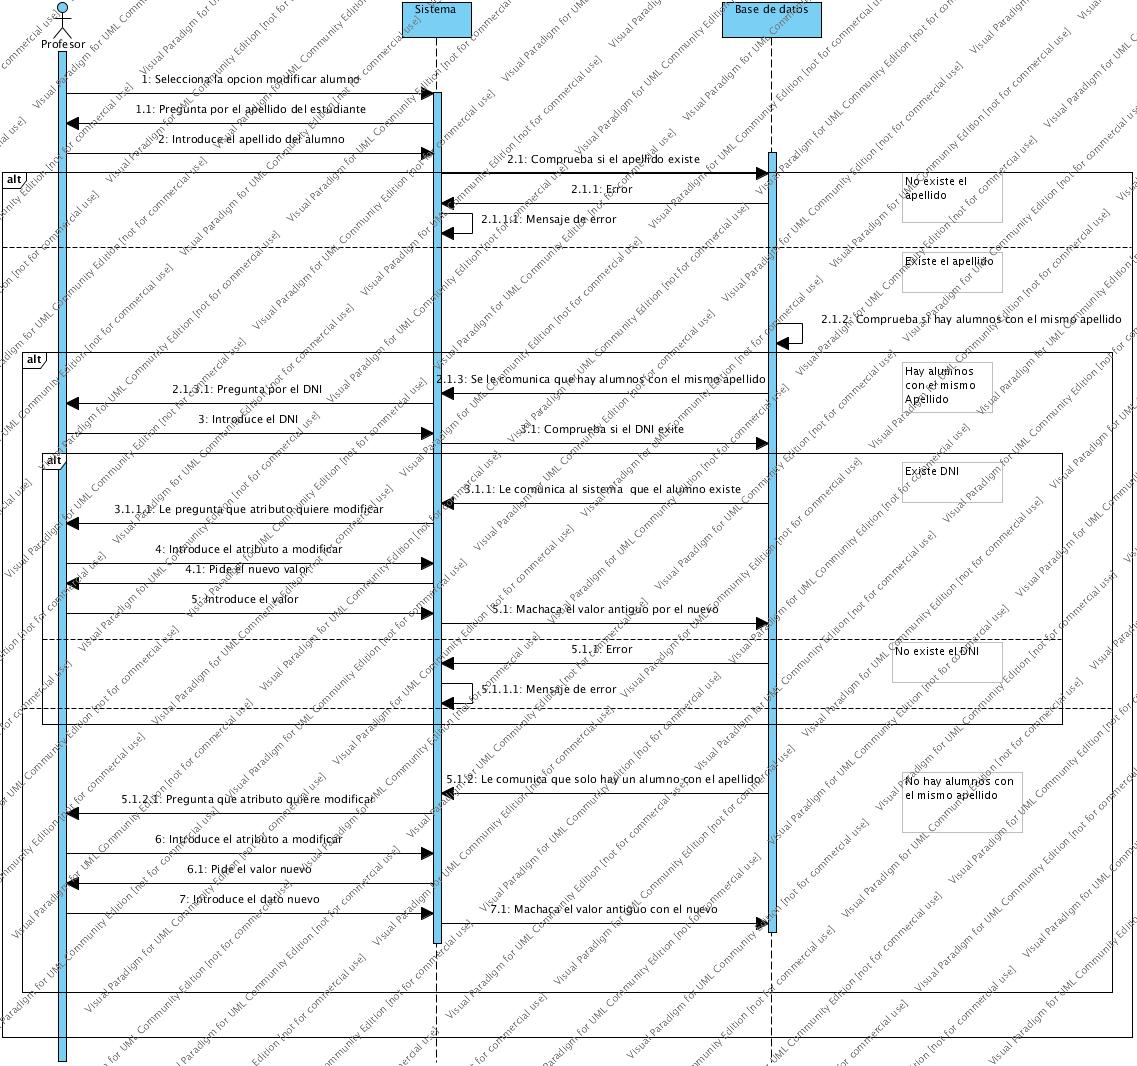 Sistema
Base de datos
Profesor
1: Selecciona la opcion modificar alumno
1.1: Pregunta por el apellido del estudiante
2: Introduce el apellido del alumno
2.1: Comprueba si el apellido existe
alt
No existe el
apellido
2.1.1: Error
2.1.1.1: Mensaje de error
Existe el apellido
2.1.2: Comprueba si hay alumnos con el mismo apellido
alt
Hay alumnos
con el mismo
Apellido
2.1.3: Se le comunica que hay alumnos con el mismo apellido
2.1.3.1: Pregunta por el DNI
3: Introduce el DNI
3.1: Comprueba si el DNI exite
alt
Existe DNI
3.1.1: Le comunica al sistema que el alumno existe
3.1.1.1: Le pregunta que atributo quiere modificar
4: Introduce el atributo a modificar
4.1: Pide el nuevo valor
5: Introduce el valor
5.1: Machaca el valor antiguo por el nuevo
5.1.1: Error
No existe el DNI
5.1.1.1: Mensaje de error
5.1.2: Le comunica que solo hay un alumno con el apellido
No hay alumnos con
el mismo apellido
5.1.2.1: Pregunta que atributo quiere modificar
6: Introduce el atributo a modificar
6.1: Pide el valor nuevo
7: Introduce el dato nuevo
7.1: Machaca el valor antiguo con el nuevo
Visual Paradigm for UML Community Edition [not for commercial use]